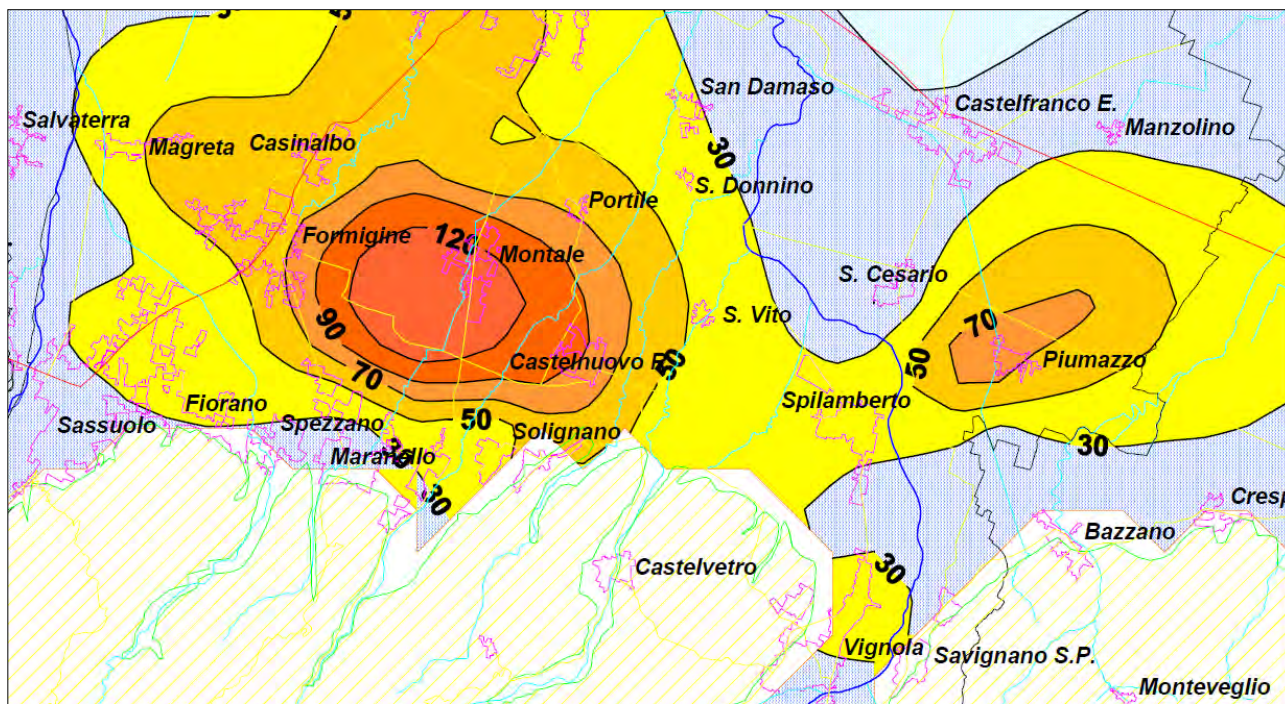 San Damaso
Castelfranco E.
Salvaterra
Manzolino
Magreta
Casinalbo
30
S. Donnino
Portile
Formigine
120
Montale
S. Cesario
S. Vito
90
70
Castelnuovo R
50
Piumazzo
70
50
Fiorano
Spilamberto
Sassuolo
Spezzano
50
Solignano
30
Maranello
30
30
Cresp
Bazzano
Castelvetro
30
Vignola
Savignano S.P.
Monteveglio